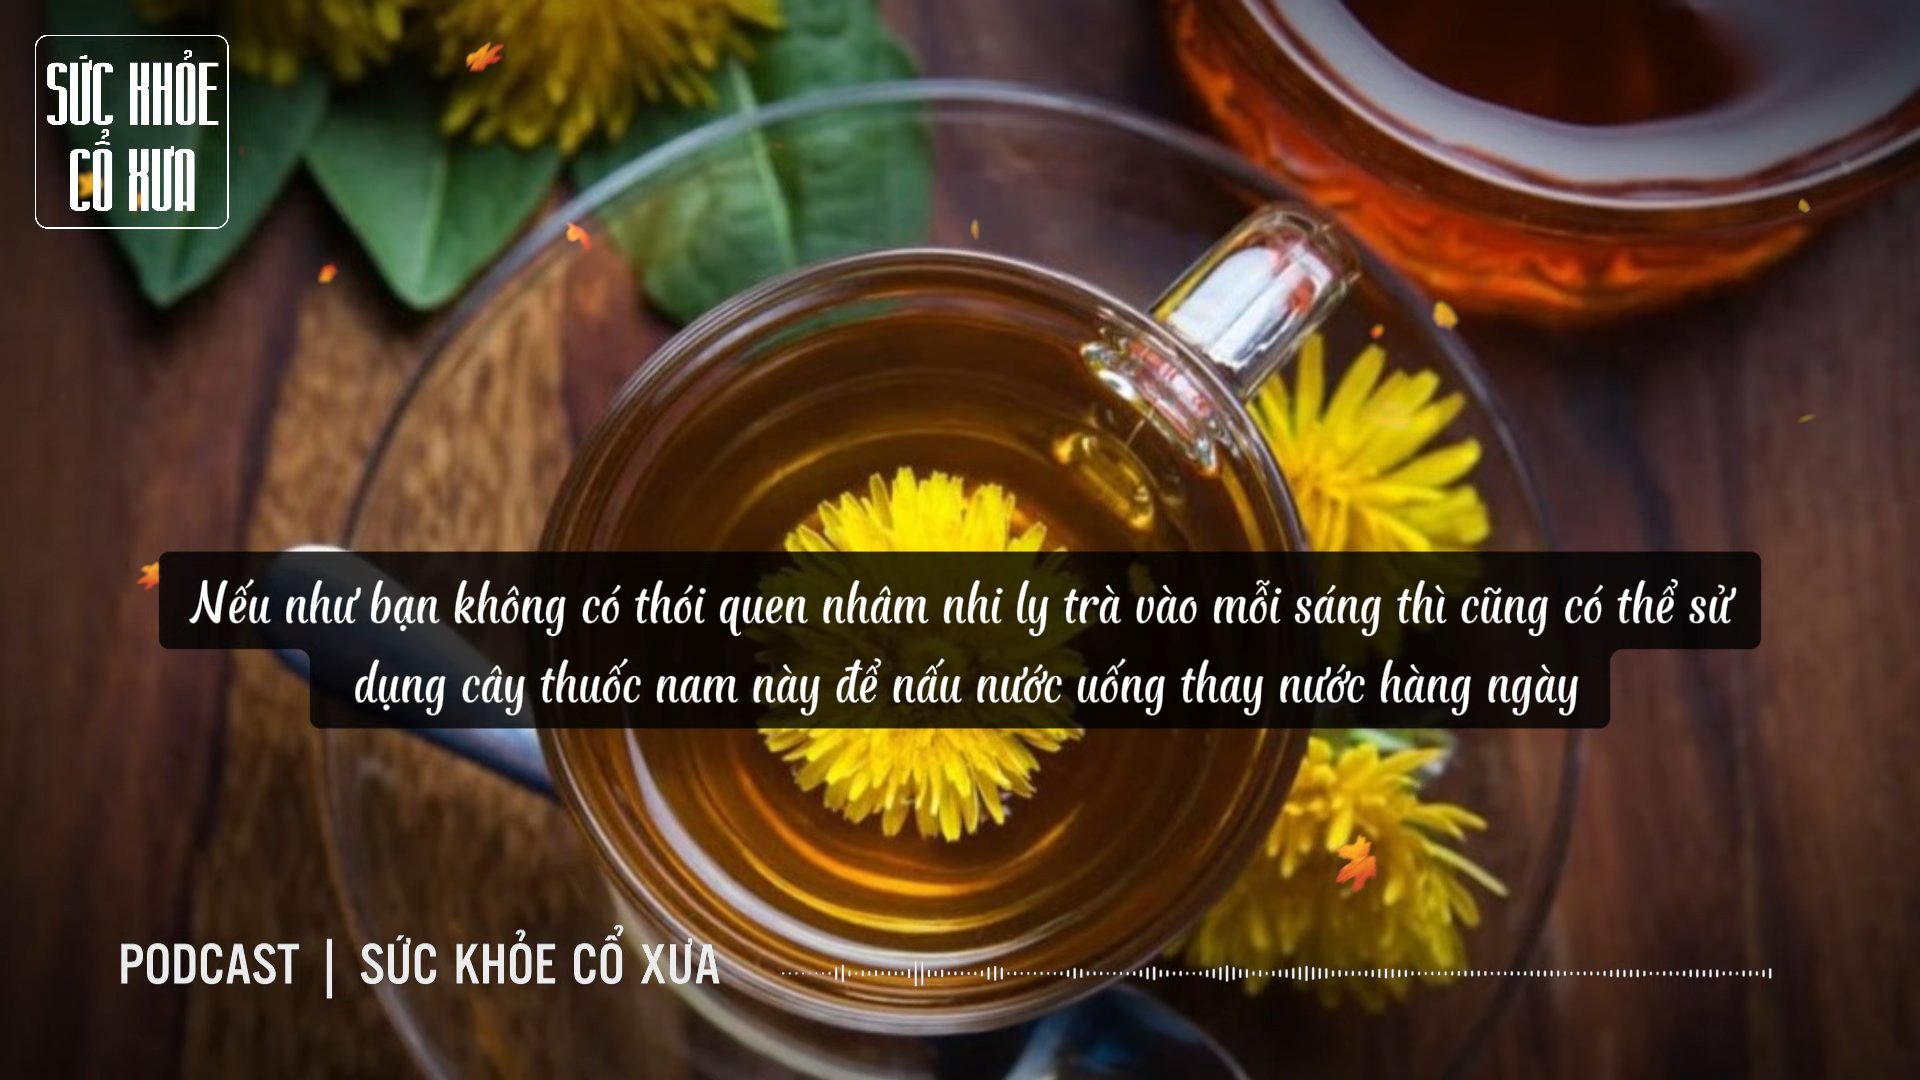 SỨC KHỎE
CỔ XƯA
Nếu như bạn không có thói quen nhâm nhi ly trà vào mỗi sáng thì cũng có thể sử
dụng cây thuốc nam này để nấu nước uống thay nước hàng ngày
PODCAST | SỨC KHỎE CỔ XƯA